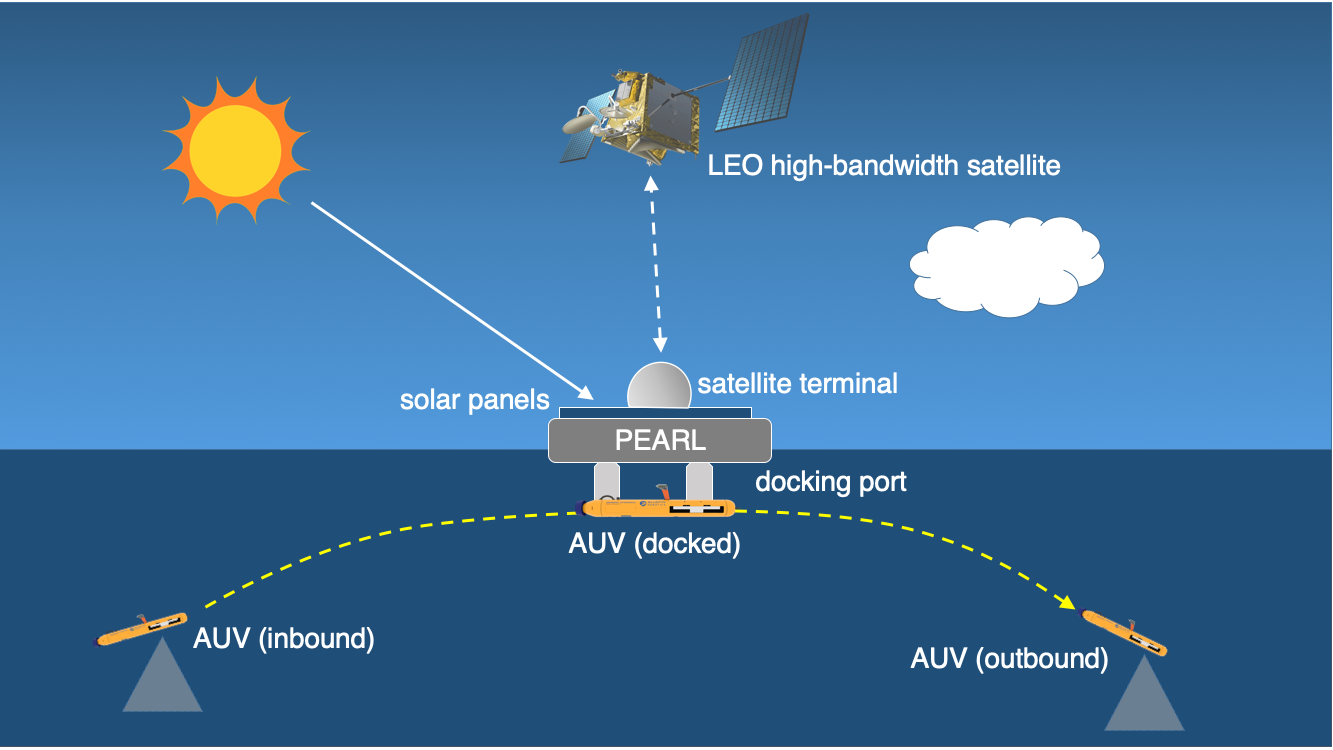 LEO high-bandwidth satellite
satellite terminal
solar panels
PEARL
docking port
AUV (docked)
AUV (inbound)
AUV (outbound)